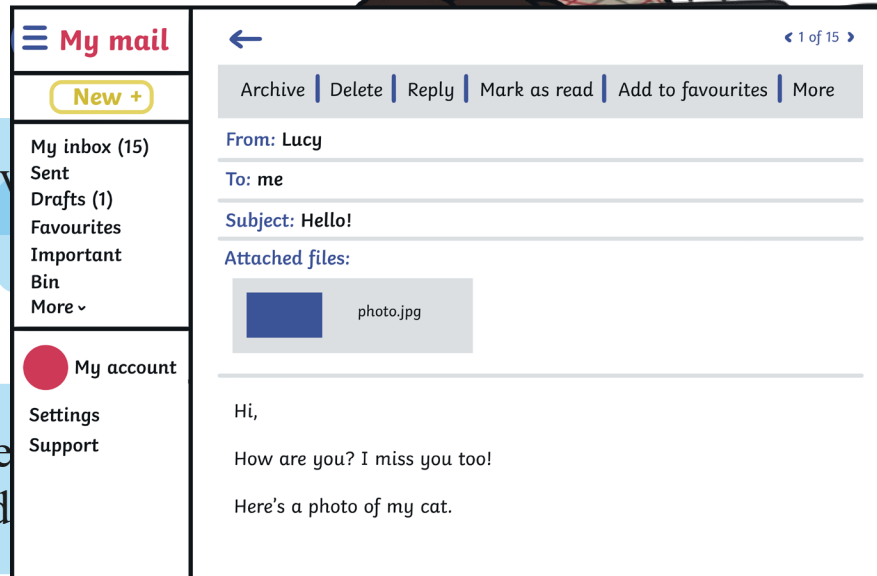 My mail
New +
My inbox (15)
Sent
Drafts (1)
Favourites
Important
Bin
More
My account
Settings
Support
1 of 15
Archive | Delete | Reply | Mark as read | Add to favourites | More
From: Lucy
To: me
Subject: Hello!
Attached files:
photo.jpg
Hi,
How are you? I miss you too!
Here's a photo of my cat.